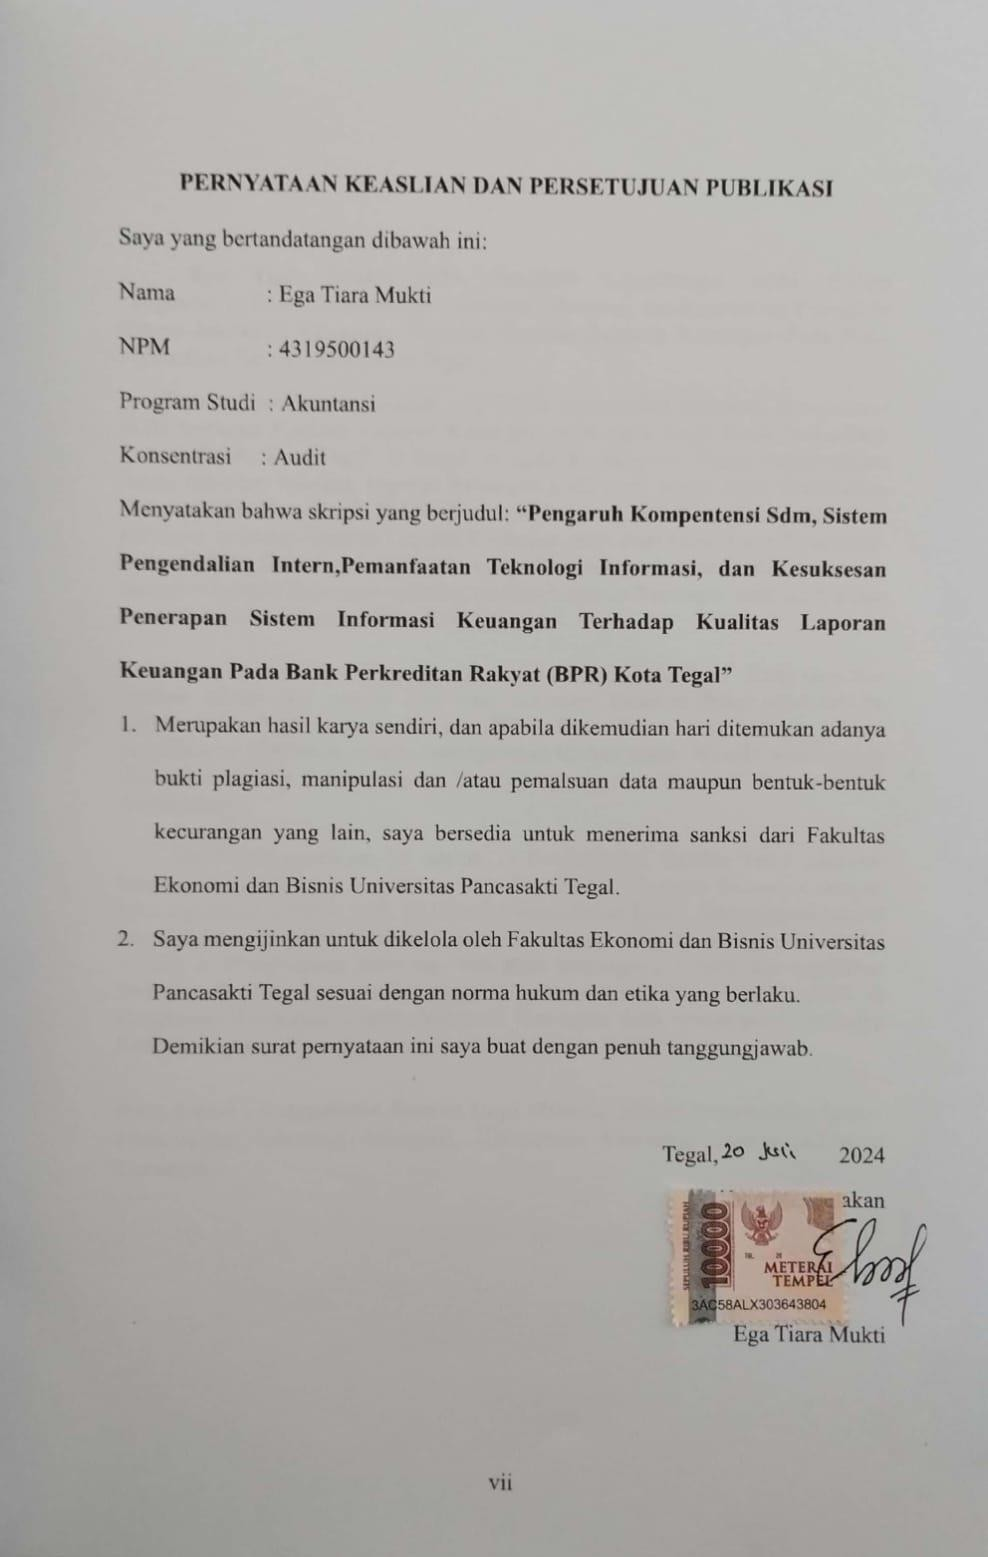 PERNYATAAN KEASLIAN DAN PERSETUJUAN PUBLIKASI
Saya yang bertandatangan dibawah ini:
Nama : Ega Tiara Mukti
NPM : 4319500143
Program Studi : Akuntansi
Konsentrasi : Audit
Menyatakan bahwa skripsi yang berjudul: “Pengaruh Kompentensi Sdm, Sistem
Pengendalian Intern,Pemanfaatan Teknologi Informasi, dan Kesuksesan
Penerapan Sistem Informasi Keuangan Terhadap Kualitas Laporan
Keuangan Pada Bank Perkreditan Rakyat (BPR) Kota Tegal”
1. Merupakan hasil karya sendiri, dan apabila dikemudian hari ditemukan adanya
bukti plagiasi, manipulasi dan /atau pemalsuan data maupun bentuk-bentuk
kecurangan yang lain, saya bersedia untuk menerima sanksi dari Fakultas
Ekonomi dan Bisnis Universitas Pancasakti Tegal.
2. Saya mengijinkan untuk dikelola oleh Fakultas Ekonomi dan Bisnis Universitas
Pancasakti Tegal sesuai dengan norma hukum dan etika yang berlaku.
Demikian surat pernyataan ini saya buat dengan penuh tanggungjawab.
Tegal, 20 Juli 2024
akan
SEPULUH RIBU RUPIAH
10000
TGL. 20
METERAI
TEMPEL
3AC58ALX303643804
Ega Tiara Mukti
vii